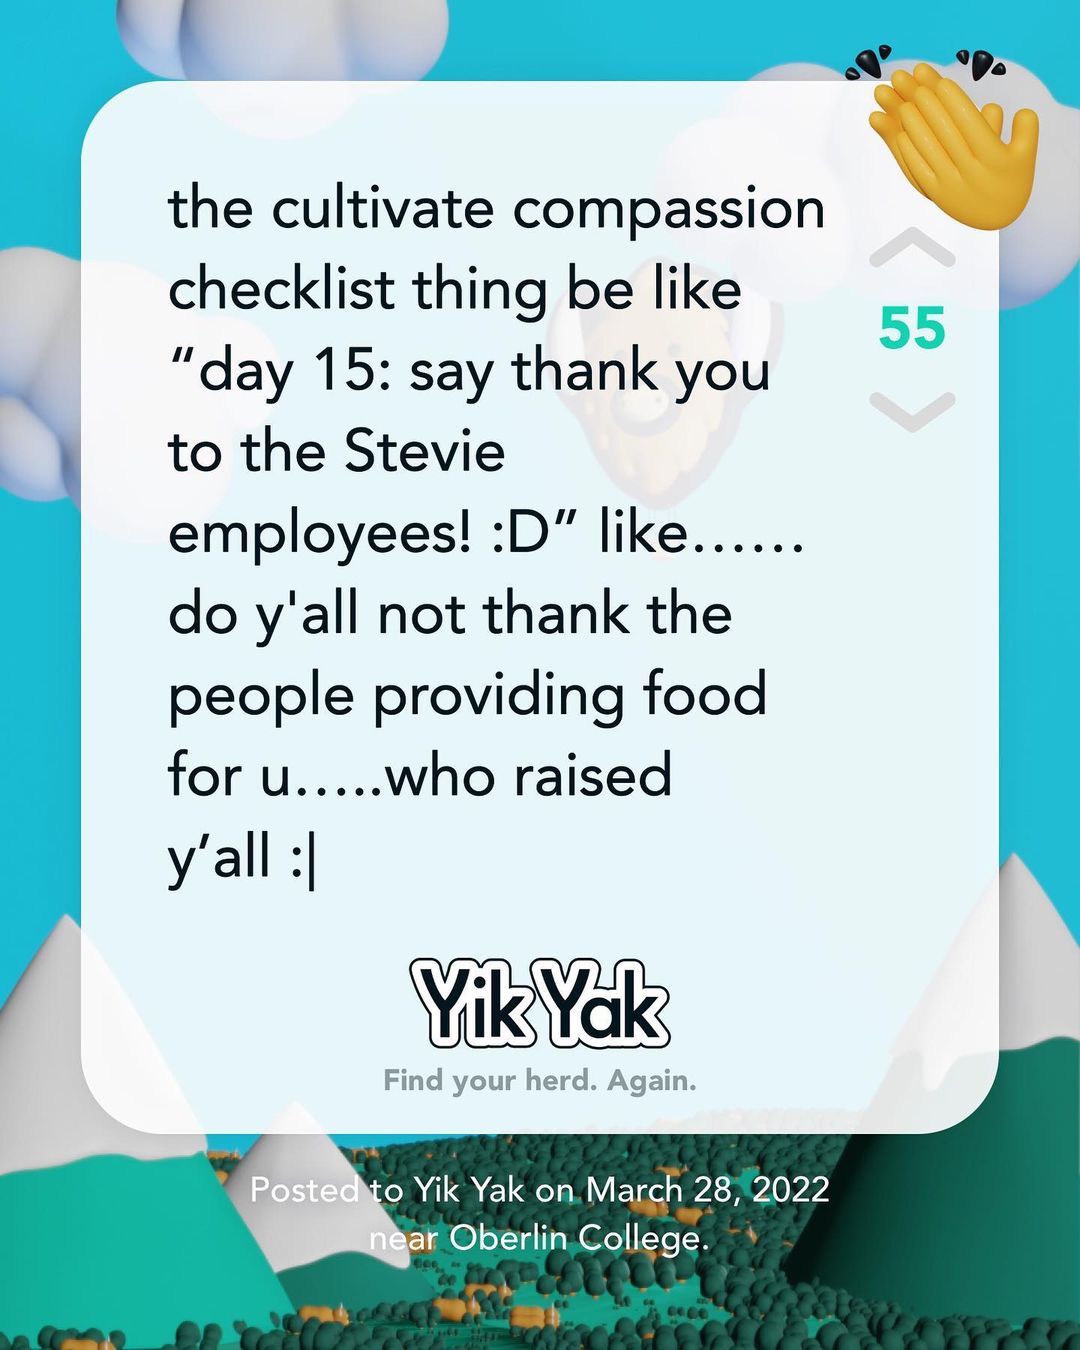 the cultivate compassion
checklist thing be like
“day 15: say thank you
to the Stevie
employees! :D” like……
do y'all not thank the
people providing food
for u…..who raised
y’all :|
55
Yik Yak
Find your herd. Again.
Posted to Yik Yak on March 28, 2022
near Oberlin College.